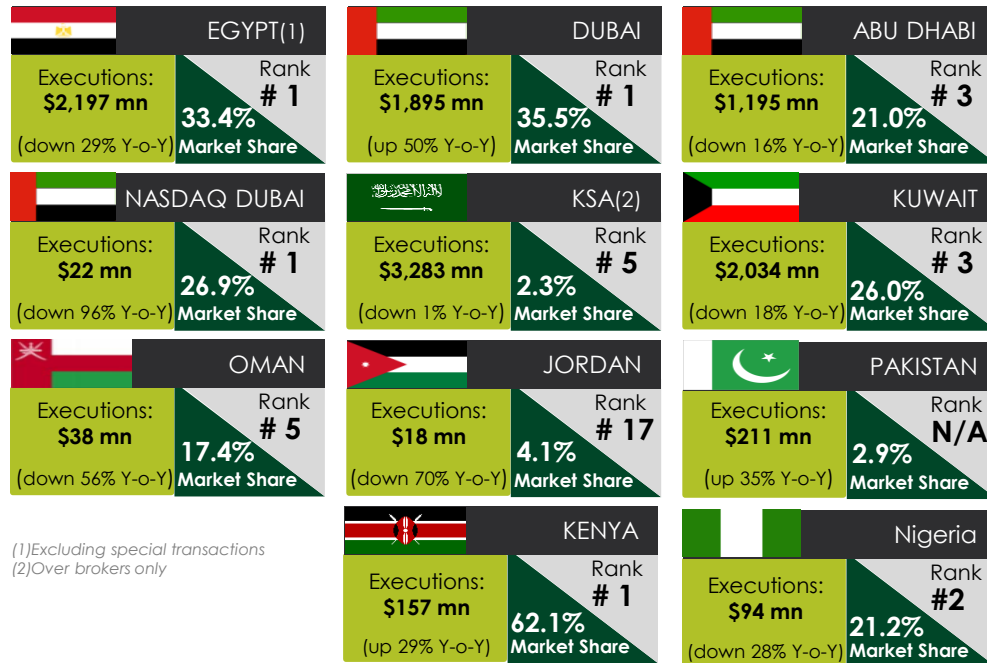 EGYPT(1)
Executions:
$2,197 mn
(down 29% Y-o-Y)
33.4%
Market Share
Rank
# 1
DUBAI
Executions:
$1,895 mn
(up 50% Y-o-Y)
35.5%
Market Share
Rank
# 1
ABU DHABI
Executions:
$1,195 mn
(down 16% Y-o-Y)
21.0%
Market Share
Rank
# 3
NASDAQ DUBAI
Executions:
$22 mn
(down 96% Y-o-Y)
26.9%
Market Share
Rank
# 1
KSA(2)
Executions:
$3,283 mn
(down 1% Y-o-Y)
2.3%
Market Share
Rank
# 5
KUWAIT
Executions:
$2,034 mn
(down 18% Y-o-Y)
26.0%
Market Share
Rank
# 3
OMAN
Executions:
$38 mn
(down 56% Y-o-Y)
17.4%
Market Share
Rank
# 5
JORDAN
Executions:
$18 mn
(down 70% Y-o-Y)
4.1%
Market Share
Rank
# 17
PAKISTAN
Executions:
$211 mn
(up 35% Y-o-Y)
2.9%
Market Share
Rank
N/A
(1)Excluding special transactions
(2)Over brokers only
KENYA
Executions:
$157 mn
(up 29% Y-o-Y)
62.1%
Market Share
Rank
# 1
Nigeria
Executions:
$94 mn
(down 28% Y-o-Y)
21.2%
Market Share
Rank
#2